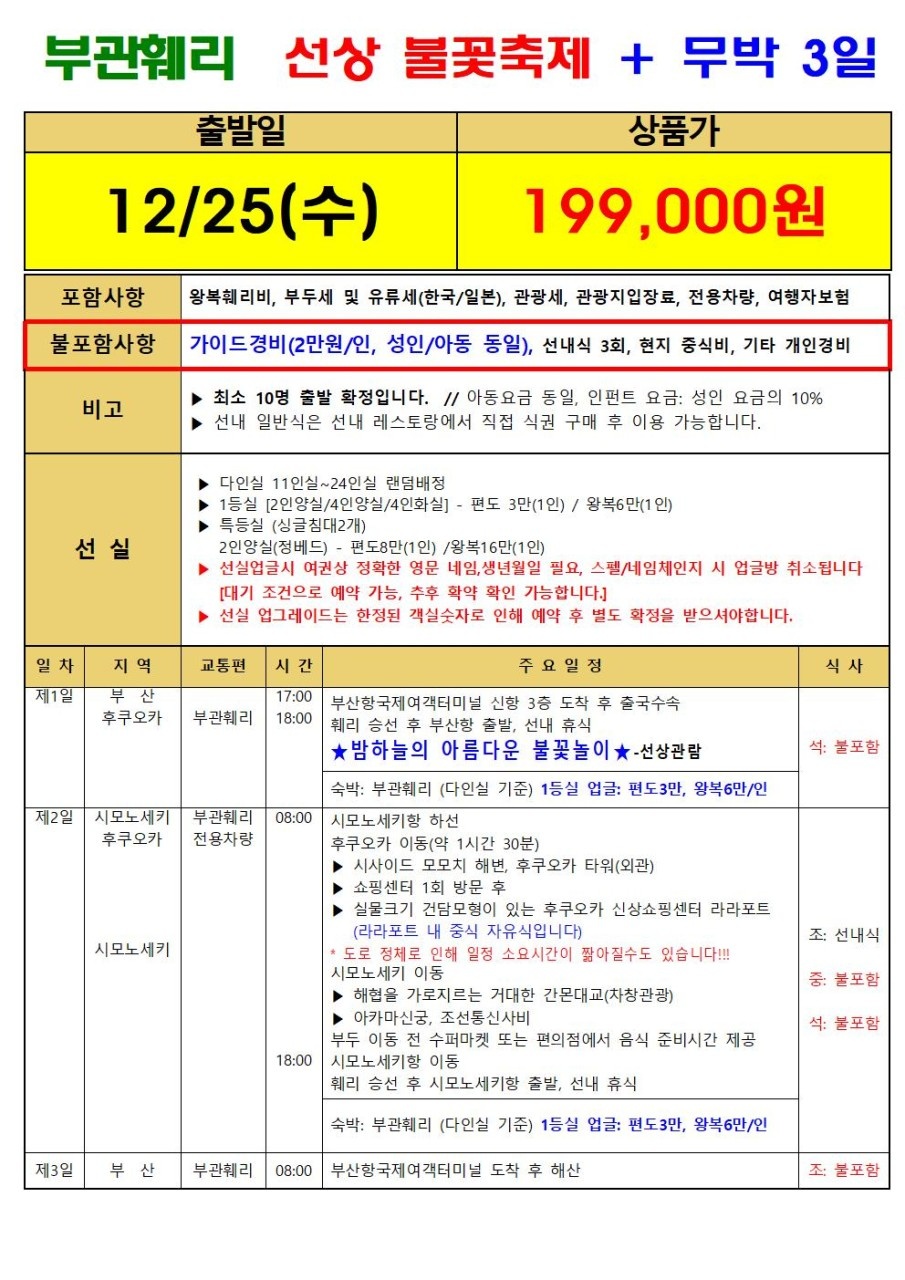 부관훼리 선상 불꽃축제 + 무박 3일
출발일 상품가
12/25(수) 199,000원
포함사항 왕복훼리비, 부두세 및 유류세(한국/일본), 관광세, 관광지입장료, 전용차량, 여행자보험
불포함사항 가이드경비(2만원/인, 성인/아동 동일), 선내식 3회, 현지 중식비, 기타 개인경비
비고
▶ 최소 10명 출발 확정입니다. // 아동요금 동일, 인펀트 요금: 성인 요금의 10%
▶ 선내 일반식은 선내 레스토랑에서 직접 식권 구매 후 이용 가능합니다.
선 실
▶ 다인실 11인실~24인실 랜덤배정
▶ 1등실 [2인양실/4인양실/4인화실] - 편도 3만(1인) / 왕복6만(1인)
▶ 특등실 (싱글침대2개)
2인양실(정베드) - 편도8만(1인) /왕복16만(1인)
▶ 선실업글시 여권상 정확한 영문 네임,생년월일 필요, 스펠/네임체인지 시 업글방 취소됩니다
[대기 조건으로 예약 가능, 추후 확약 확인 가능합니다.]
▶ 선실 업그레이드는 한정된 객실숫자로 인해 예약 후 별도 확정을 받으셔야합니다.
일 차 지 역 교통편 시 간 주 요 일 정 식 사
제1일 부 산 17:00 부산항국제여객터미널 신항 3층 도착 후 출국수속
후쿠오카 부관훼리 18:00 훼리 승선 후 부산항 출발, 선내 휴식
★밤하늘의 아름다운 불꽃놀이★-선상관람
석: 불포함
숙박: 부관훼리 (다인실 기준) 1등실 업글: 편도3만, 왕복6만/인
제2일 시모노세키 부관훼리 08:00 시모노세키항 하선
후쿠오카 전용차량 후쿠오카 이동(약 1시간 30분)
▶ 시사이드 모모치 해변, 후쿠오카 타워(외관)
▶ 쇼핑센터 1회 방문 후
▶ 실물크기 건담모형이 있는 후쿠오카 신상쇼핑센터 라라포트
(라라포트 내 중식 자유식입니다) 조: 선내식
시모노세키 * 도로 정체로 인해 일정 소요시간이 짧아질수도 있습니다!!!
시모노세키 이동 중: 불포함
▶ 해협을 가로지르는 거대한 간몬대교(차창관광)
▶ 아카마신궁, 조선통신사비 석: 불포함
부두 이동 전 수퍼마켓 또는 편의점에서 음식 준비시간 제공
18:00 시모노세키항 이동
훼리 승선 후 시모노세키항 출발, 선내 휴식
숙박: 부관훼리 (다인실 기준) 1등실 업글: 편도3만, 왕복6만/인
제3일 부 산 부관훼리 08:00 부산항국제여객터미널 도착 후 해산 조: 불포함